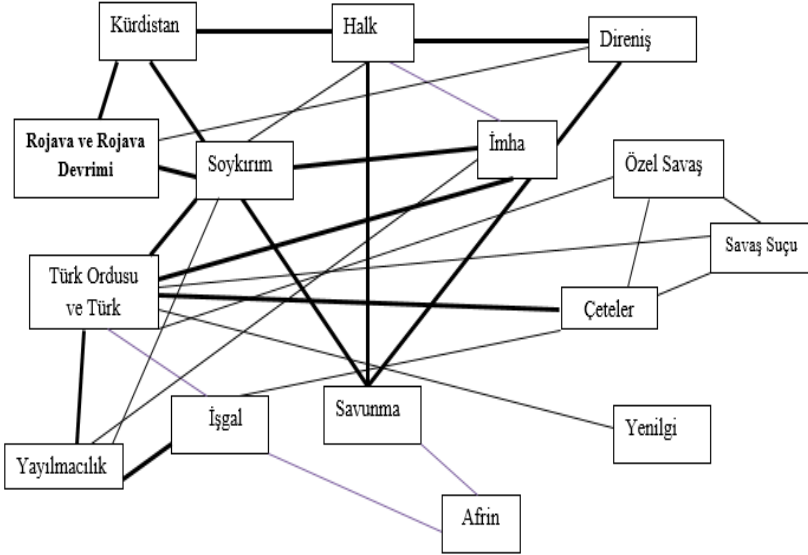 Kürdistan
Halk
Direniş
Rojava ve Rojava
Devrimi
Soykırım
İmha
Özel Savaş
Savaş Suçu
Türk Ordusu
ve Türk
Çeteler
İşgal
Savunma
Yenilgi
Yayılmacılık
Afrin